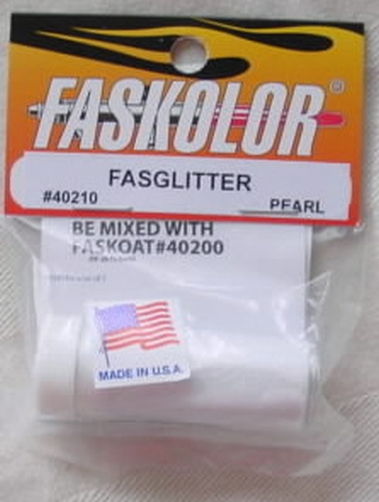 FASKOLOR®
FASGLITTER
#40210 PEARL
BE MIXED WITH
FASKOAT#40200
MADE IN U.S.A.